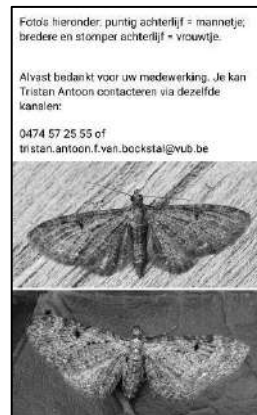 Foto's hieronder: puntig achterlijf = mannetje;
bredere en stomper achterlijf = vrouwtje.
Alvast bedankt voor uw medewerking. Je kan
Tristan Antoon contacteren via dezelfde
kanalen:
0474 57 25 55 of
tristan.antoon.f.van.bockstal@vub.be